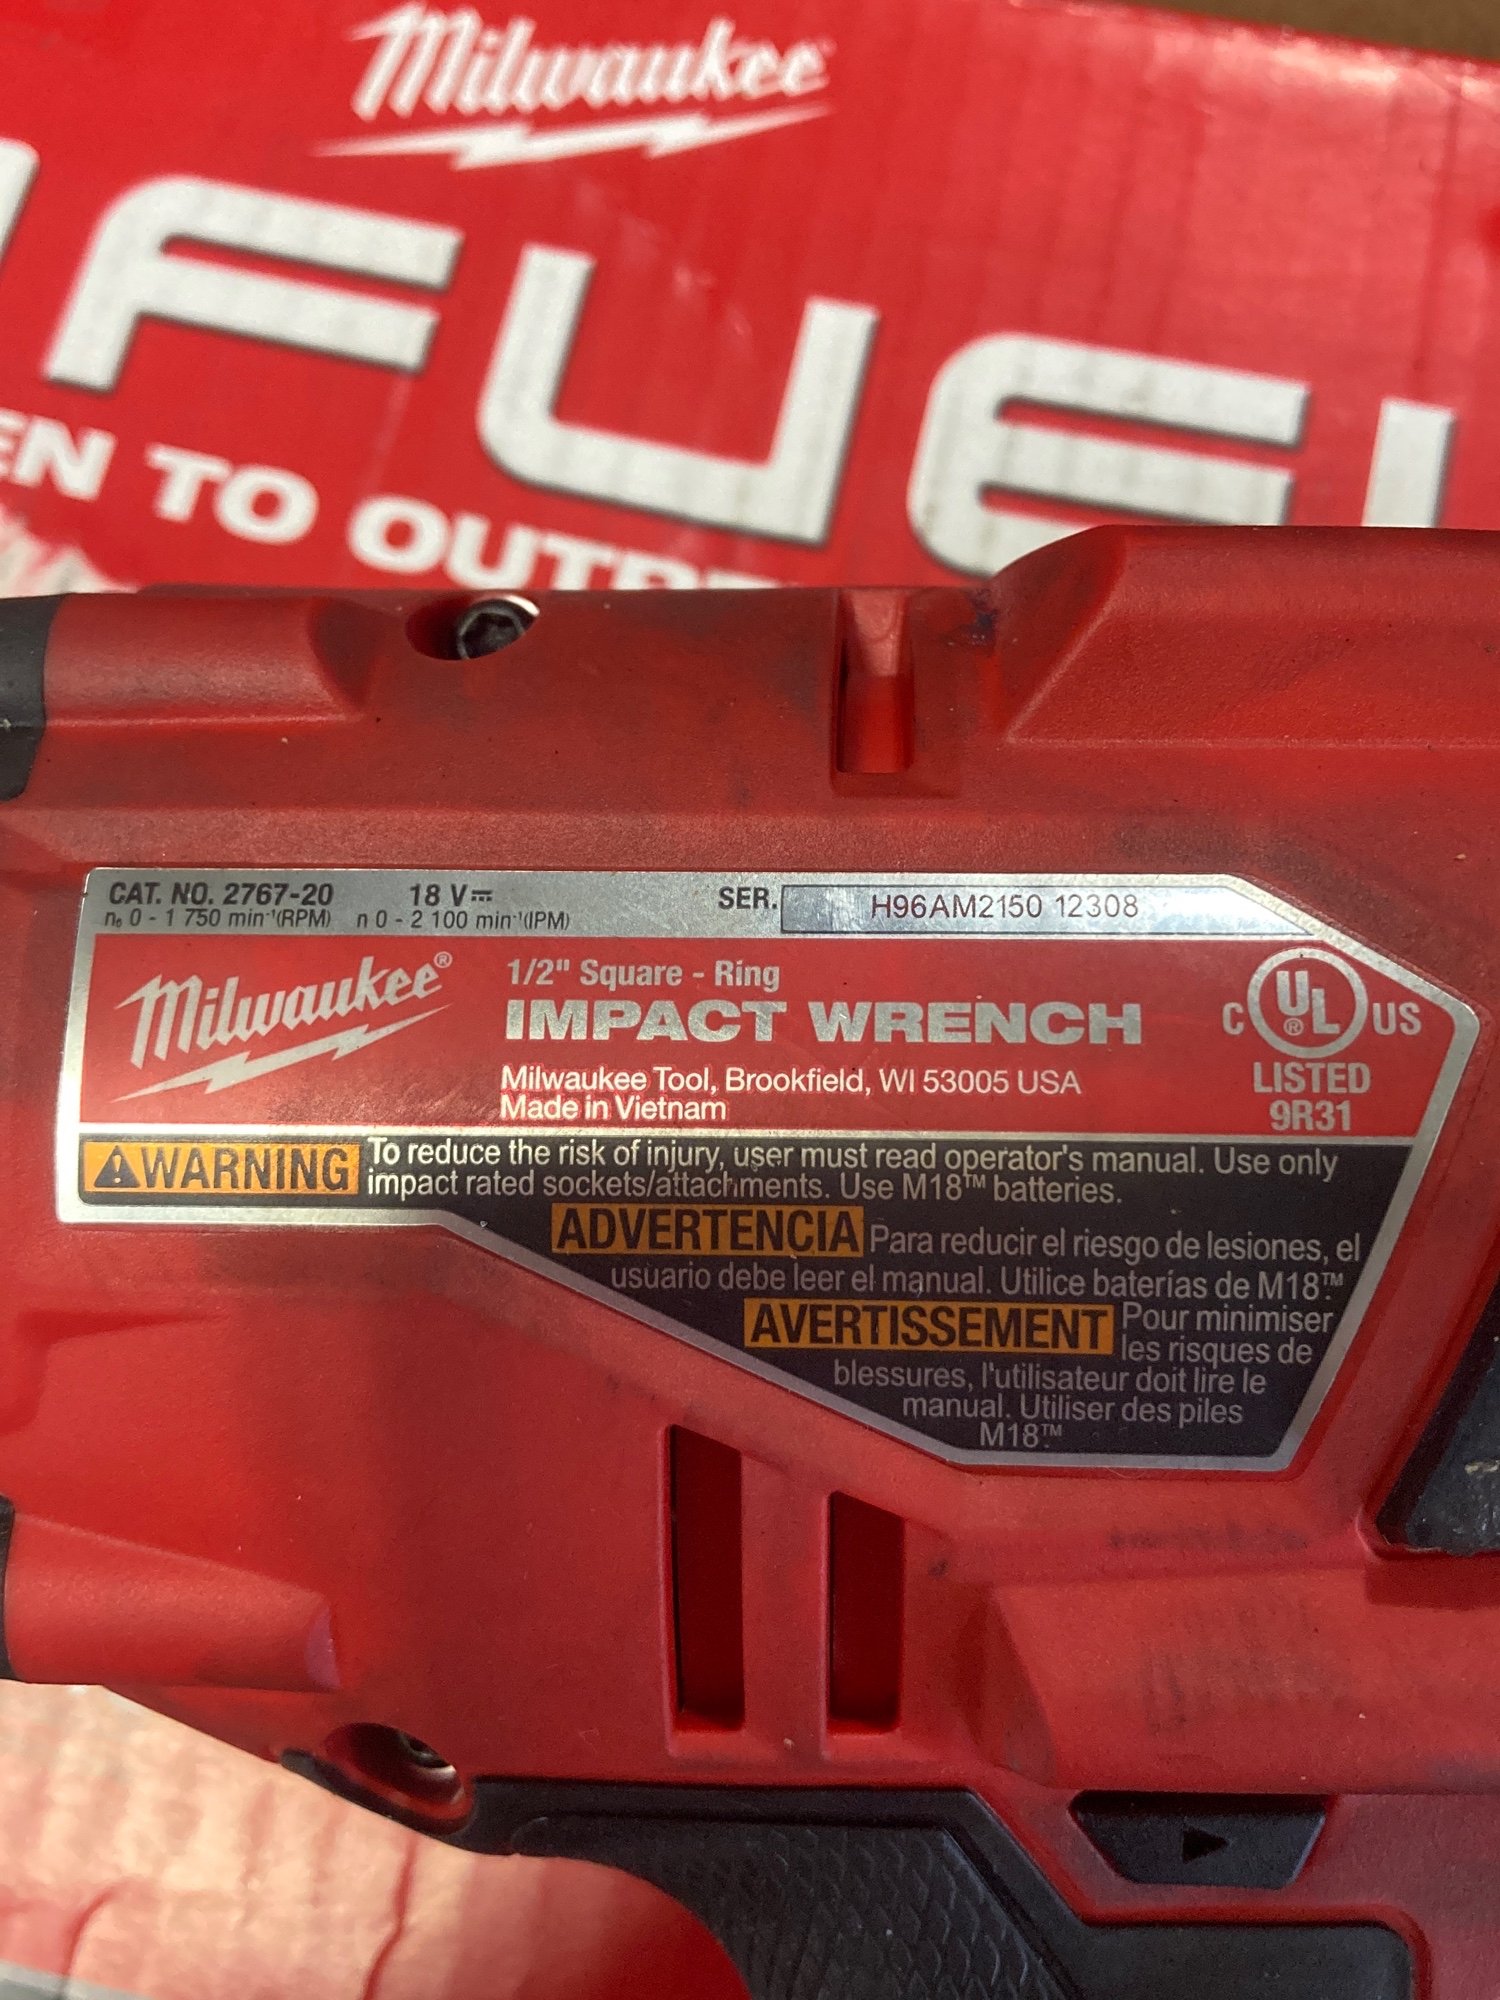 Milwaukee
FUEL
EN TO OUT
CAT. NO. 2767-20 18 V⎓ SER. H96AM2150 12308
n₀ 0 - 1 750 min⁻¹(RPM) n 0 - 2 100 min⁻¹(IPM)
Milwaukee®
1/2" Square - Ring
IMPACT WRENCH
Milwaukee Tool, Brookfield, WI 53005 USA
Made in Vietnam
C UL® US
LISTED
9R31
⚠WARNING To reduce the risk of injury, user must read operator's manual. Use only
impact rated sockets/attachments. Use M18™ batteries.
ADVERTENCIA Para reducir el riesgo de lesiones, el
usuario debe leer el manual. Utilice baterías de M18™.
AVERTISSEMENT Pour minimiser
les risques de
blessures, l'utilisateur doit lire le
manual. Utiliser des piles
M18™.